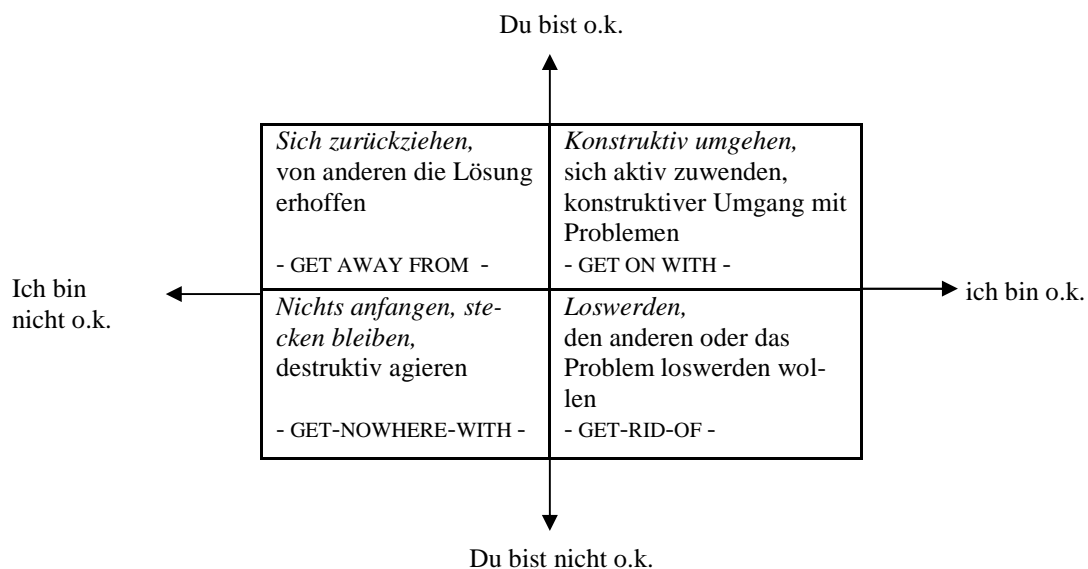 Du bist o.k.
Sich zurückziehen,
von anderen die Lösung
erhoffen
- GET AWAY FROM -
Konstruktiv umgehen,
sich aktiv zuwenden,
konstruktiver Umgang mit
Problemen
- GET ON WITH -
Ich bin
nicht o.k.
ich bin o.k.
Nichts anfangen, ste-
cken bleiben,
destruktiv agieren
- GET-NOWHERE-WITH -
Loswerden,
den anderen oder das
Problem loswerden wol-
len
- GET-RID-OF -
Du bist nicht o.k.